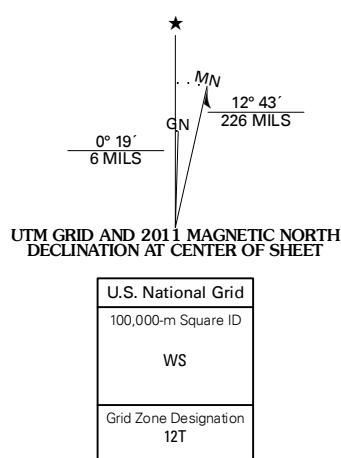 ★
MN
GN
12° 43´
226 MILS
0° 19´
6 MILS
UTM GRID AND 2011 MAGNETIC NORTH
DECLINATION AT CENTER OF SHEET
U.S. National Grid
100,000-m Square ID
WS
Grid Zone Designation
12T